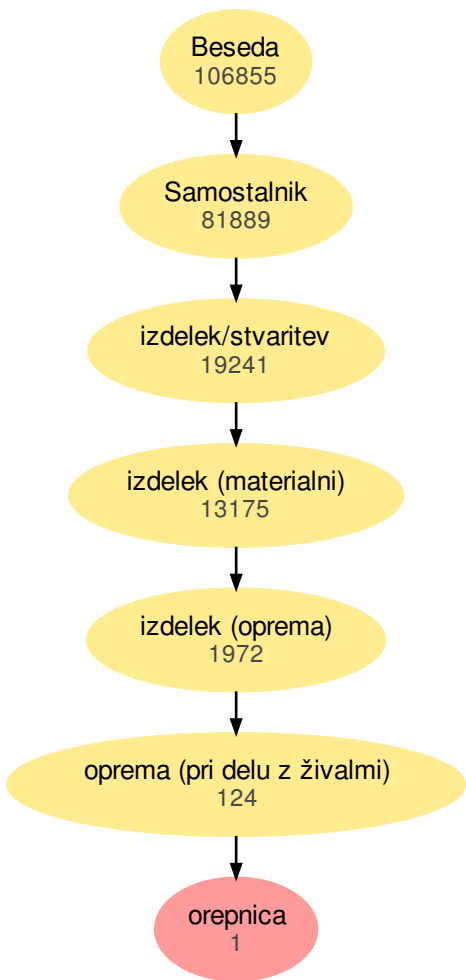 Beseda
106855
Samostalnik
81889
izdelek/stvaritev
19241
izdelek (materialni)
13175
izdelek (oprema)
1972
oprema (pri delu z živalmi)
124
orepnica
1